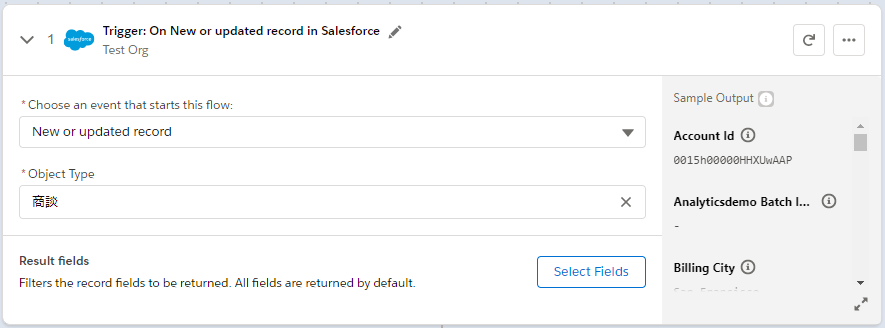 1
salesforce
Trigger: On New or updated record in Salesforce
Test Org
* Choose an event that starts this flow:
New or updated record
* Object Type
商談
Result fields
Filters the record fields to be returned. All fields are returned by default.
Select Fields
Sample Output
Account Id
0015h00000HHXUwAAP
Analyticsdemo Batch I...
-
Billing City
San Francisco